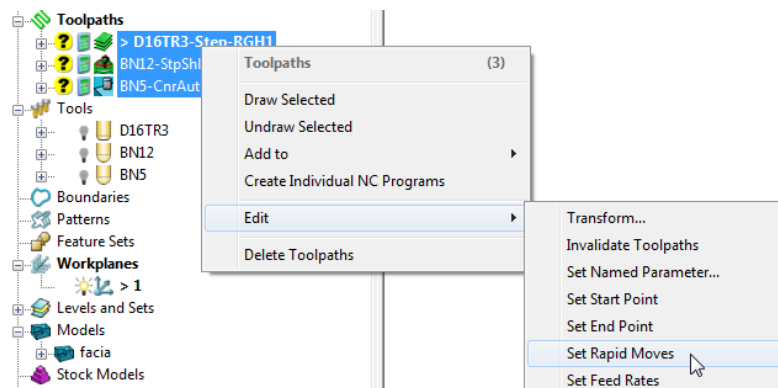 Toolpaths
> D16TR3-Step-RGH1
BN12-StpShl
BN5-CnrAut
Tools
D16TR3
BN12
BN5
Boundaries
Patterns
Feature Sets
Workplanes
> 1
Levels and Sets
Models
facia
Stock Models
Toolpaths (3)
Draw Selected
Undraw Selected
Add to
Create Individual NC Programs
Edit
Delete Toolpaths
Transform...
Invalidate Toolpaths
Set Named Parameter...
Set Start Point
Set End Point
Set Rapid Moves
Set Feed Rates